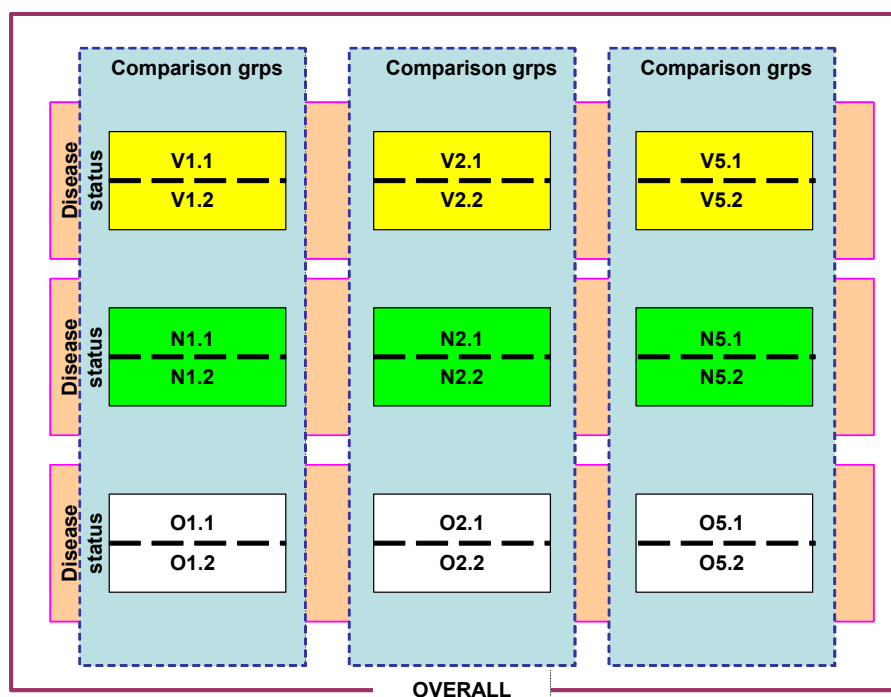 Comparison grps
Comparison grps
Comparison grps
Disease
status
V1.1
V1.2
V2.1
V2.2
V5.1
V5.2
Disease
status
N1.1
N1.2
N2.1
N2.2
N5.1
N5.2
Disease
status
O1.1
O1.2
O2.1
O2.2
O5.1
O5.2
OVERALL